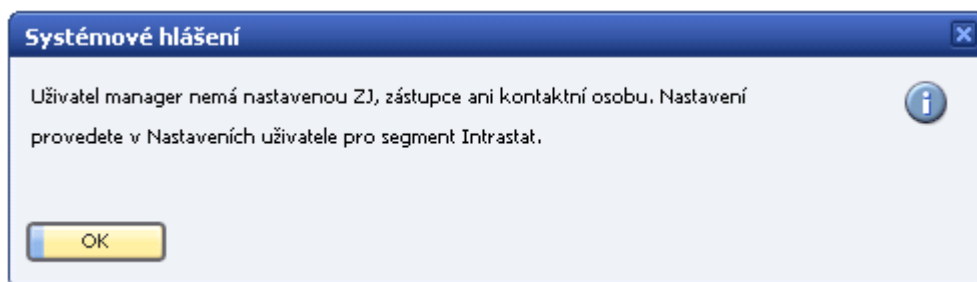 Systémové hlášení
Uživatel manager nemá nastavenou ZJ, zástupce ani kontaktní osobu. Nastavení
provedete v Nastaveních uživatele pro segment Intrastat.
OK